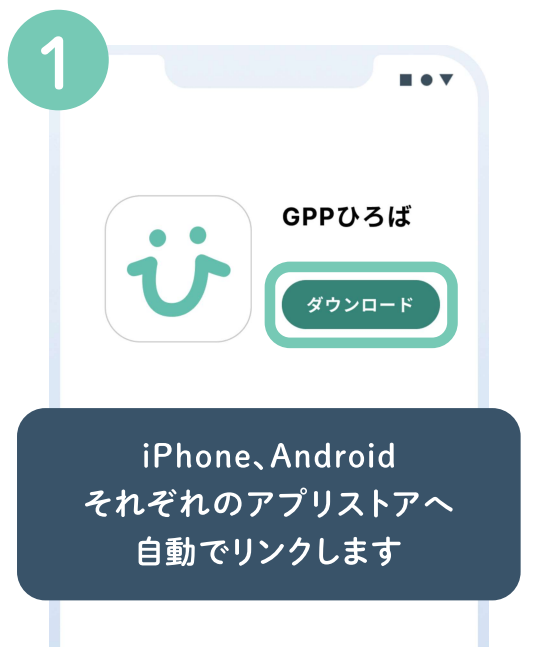 1
GPPひろば
ダウンロード
iPhone、Android
それぞれのアプリストアへ
自動でリンクします